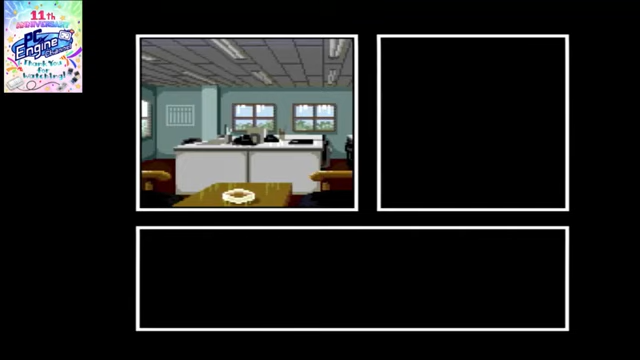 11th
ANNIVERSARY
PC
Engine
Thank You
for
watching!